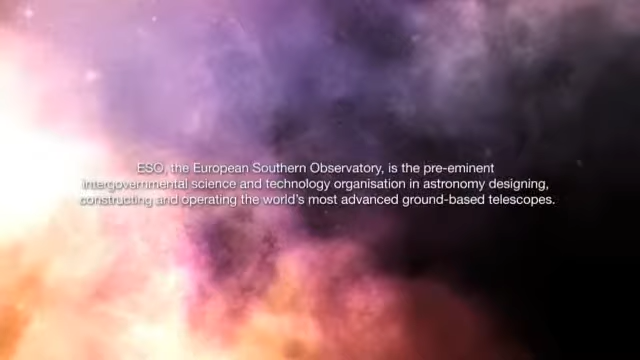 ESO, the European Southern Observatory, is the pre-eminent
intergovernmental science and technology organisation in astronomy designing,
constructing and operating the world's most advanced ground-based telescopes.